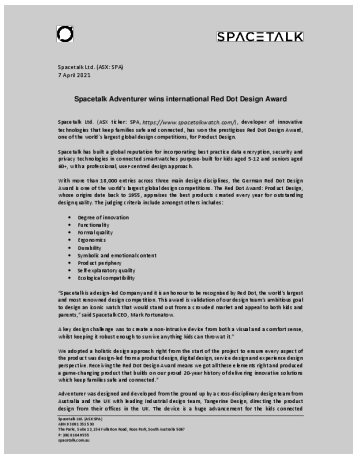 SPACETALK
Spacetalk Ltd. (ASX: SPA)
7 April 2021
Spacetalk Adventurer wins international Red Dot Design Award
Spacetalk Ltd. (ASX ticker: SPA, https://www.spacetalkwatch.com/), developer of innovative
technologies that keep families safe and connected, has won the prestigious Red Dot Design Award,
one of the world's largest global design competitions, for Product Design.
Spacetalk has built a global reputation for incorporating best practice data encryption, security and
privacy technologies in connected smartwatches purpose-built for kids aged 5-12 and seniors aged
60+, with a professional, user-centred design approach.
With more than 18,000 entries across three main design disciplines, the German Red Dot Design
Award is one of the world's largest global design competitions. The Red Dot Award: Product Design,
whose origins date back to 1955, appraises the best products created every year for outstanding
design quality. The judging criteria include amongst others includes:
• Degree of innovation
• Functionality
• Formal quality
• Ergonomics
• Durability
• Symbolic and emotional content
• Product periphery
• Self-explanatory quality
• Ecological compatibility
"Spacetalk is a design-led Company and it is an honour to be recognised by Red Dot, the world's largest
and most renowned design competition. This award is validation of our design team's ambitious goal
to design an iconic watch that would stand out from a crowded market and appeal to both kids and
parents," said Spacetalk CEO, Mark Fortunatow.
A key design challenge was to create a non-intrusive device from both a visual and a comfort sense,
whilst keeping it robust enough to survive anything kids can throw at it."
We adopted a holistic design approach right from the start of the project to ensure every aspect of
the product was design-led from a product design, digital design, service design and experience design
perspective. Receiving the Red Dot Design Award means we got all these elements right and produced
a game-changing product that builds on our proud 20-year history of delivering innovative solutions
which keep families safe and connected."
Adventurer was designed and developed from the ground up by a cross-disciplinary design team from
Australia and the UK with leading industrial design team, Tangerine Design, directing the product
design from their offices in the UK. The device is a huge advancement for the kids connected
Spacetalk Ltd. (ASX:SPA)
The Parks, Suite 12, 154 Fullarton Road, Rose Park, South Australia 5067
spacetalk.com.au